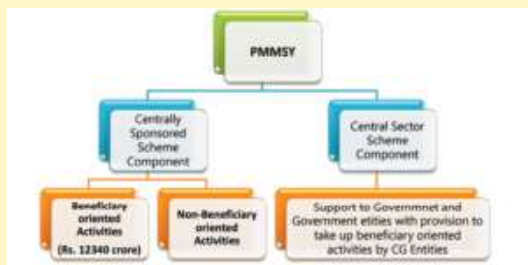 PMMSY
Centrally
Sponsored
Scheme
Component
Central Sector
Scheme
Component
Beneficiary
oriented
Activities
(Rs. 12340 crore)
Non-Beneficiary
oriented
Activities
Support to Governmnet and
Government etities with provision to
take up beneficiary oriented
activities by CG Entities